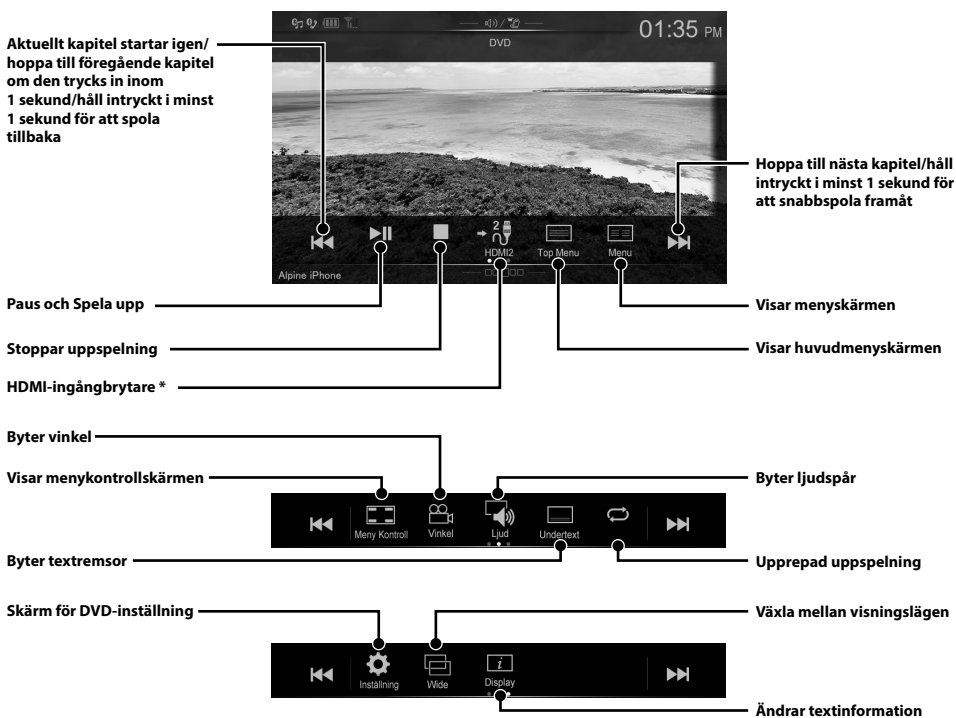 01:35 PM
DVD
Aktuellt kapitel startar igen/
hoppa till föregående kapitel
om den trycks in inom
1 sekund/håll intryckt i minst
1 sekund för att spola
tillbaka
Hoppa till nästa kapitel/håll
intryckt i minst 1 sekund för
att snabbspola framåt
2
HDMI2
Top Menu
Menu
Alpine iPhone
Paus och Spela upp
Visar menyskärmen
Stoppar uppspelning
Visar huvudmenyskärmen
HDMI-ingångbrytare *
Byter vinkel
Visar menykontrollskärmen
Byter ljudspår
Meny Kontroll
Vinkel
Ljud
Undertext
Byter textremsor
Upprepad uppspelning
Skärm för DVD-inställning
Växla mellan visningslägen
Inställning
Wide
i
Display
Ändrar textinformation